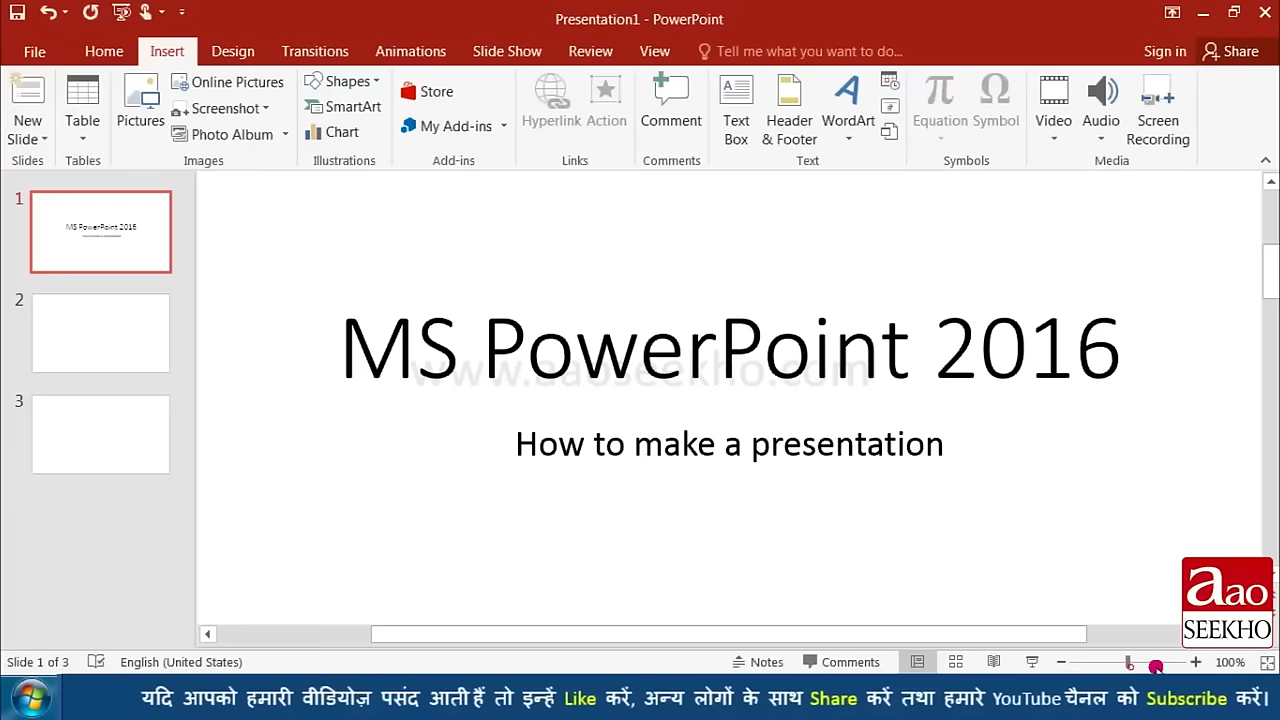 Presentation1 - PowerPoint
File Home Insert Design Transitions Animations Slide Show Review View Tell me what you want to do... Sign in Share
New Slide Table Pictures Online Pictures Screenshot Photo Album Shapes SmartArt Chart Store My Add-ins Hyperlink Action Comment Text Box Header & Footer WordArt Equation Symbol Video Audio Screen Recording
Slides Tables Images Illustrations Add-ins Links Comments Text Symbols Media
1
MS PowerPoint 2016
2
3
MS PowerPoint 2016
www.aaoseekho.com
How to make a presentation
aao
SEEKHO
Slide 1 of 3 English (United States) Notes Comments 100%
यदि आपको हमारी वीडियोज़ पसंद आती हैं तो इन्हें Like करें, अन्य लोगों के साथ Share करें तथा हमारे YouTube चैनल को Subscribe करें।